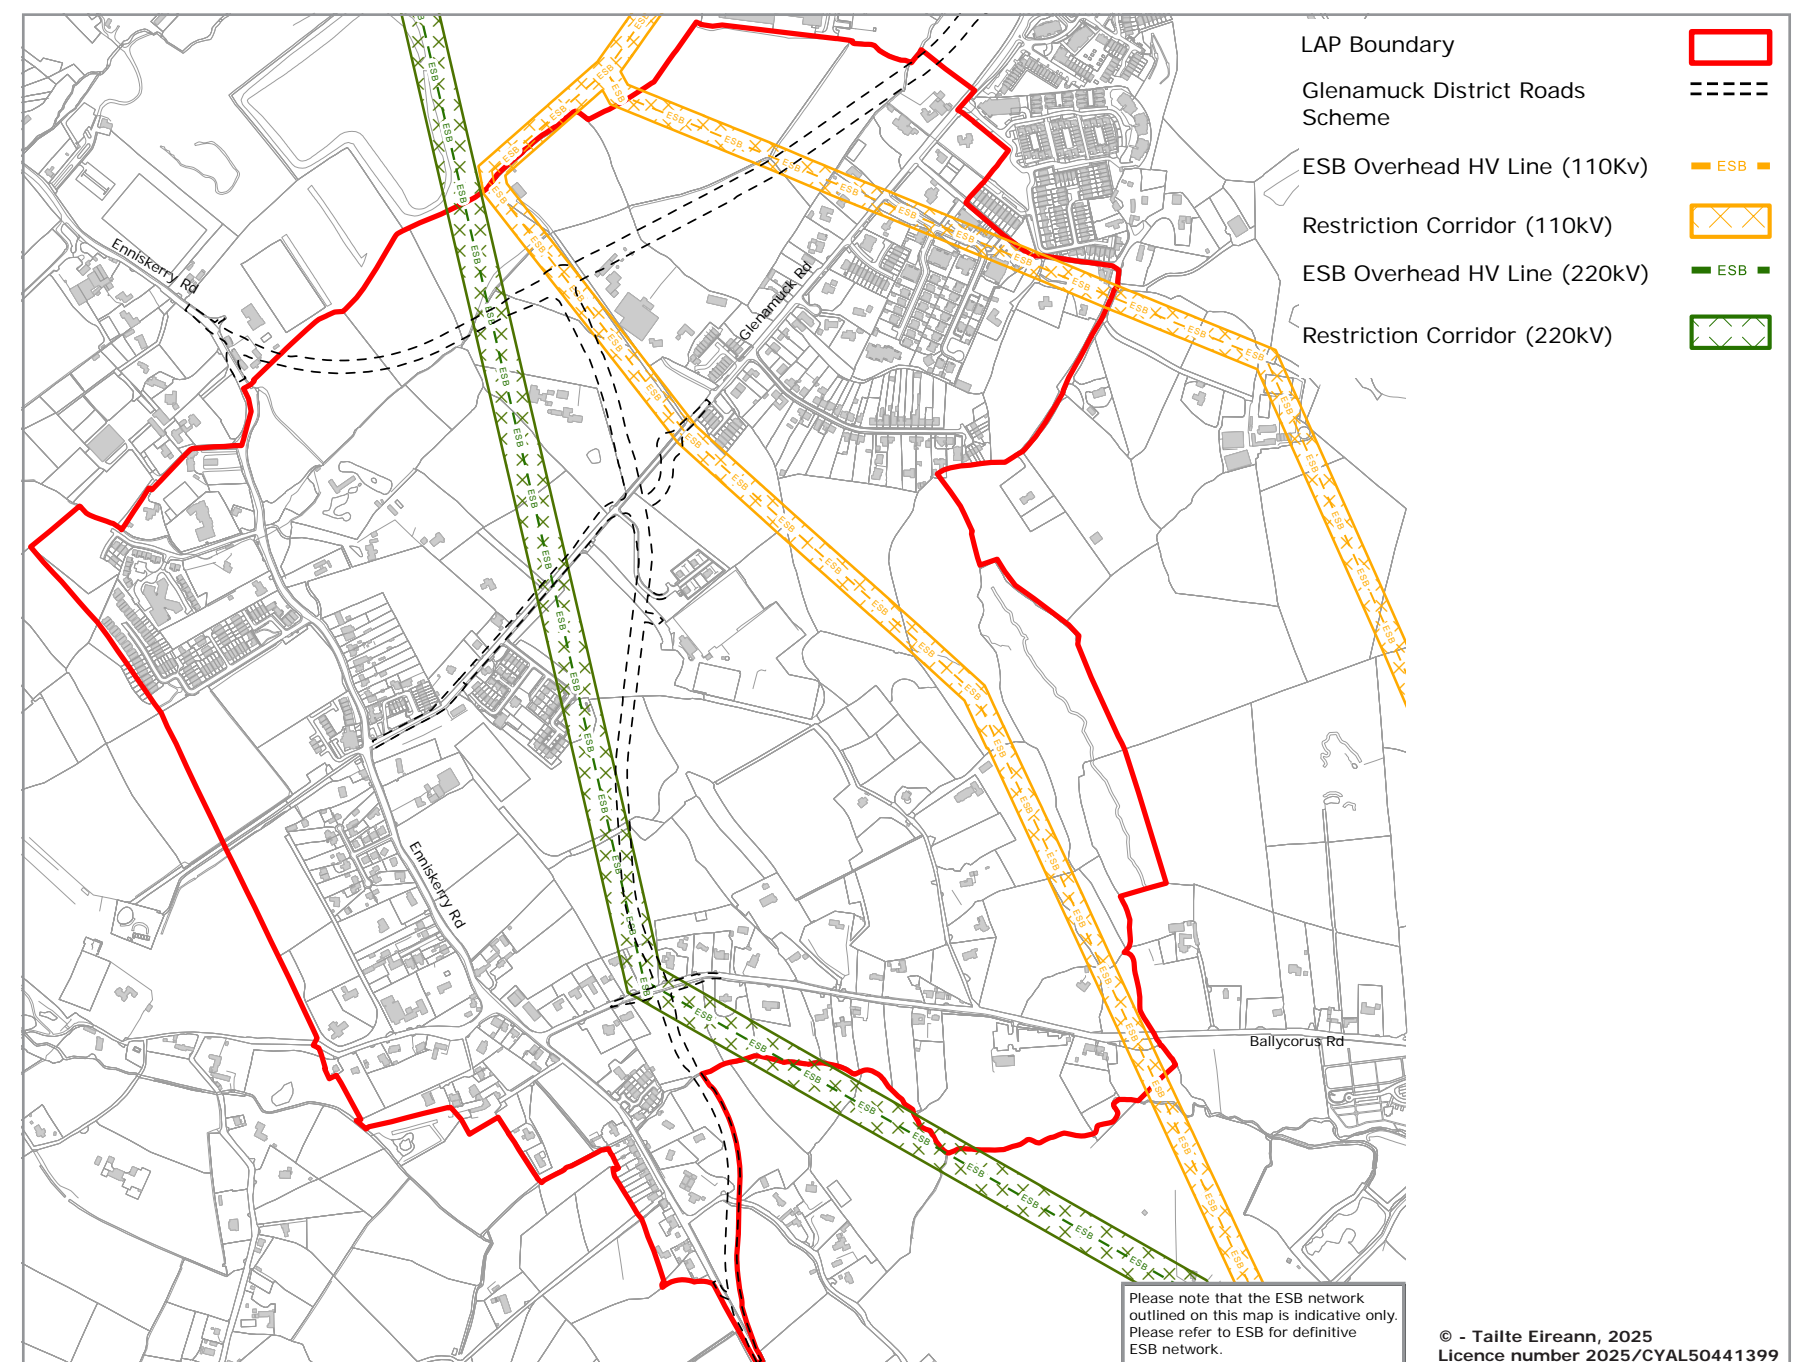 LAP Boundary
Glenamuck District Roads
Scheme
ESB Overhead HV Line (110Kv)
ESB
Restriction Corridor (110kV)
ESB Overhead HV Line (220kV)
ESB
Restriction Corridor (220kV)
Enniskerry Rd
Glenamuck Rd
Enniskerry Rd
Ballycorus Rd
Please note that the ESB network
outlined on this map is indicative only.
Please refer to ESB for definitive
ESB network.
© - Tailte Eireann, 2025
Licence number 2025/CYAL50441399